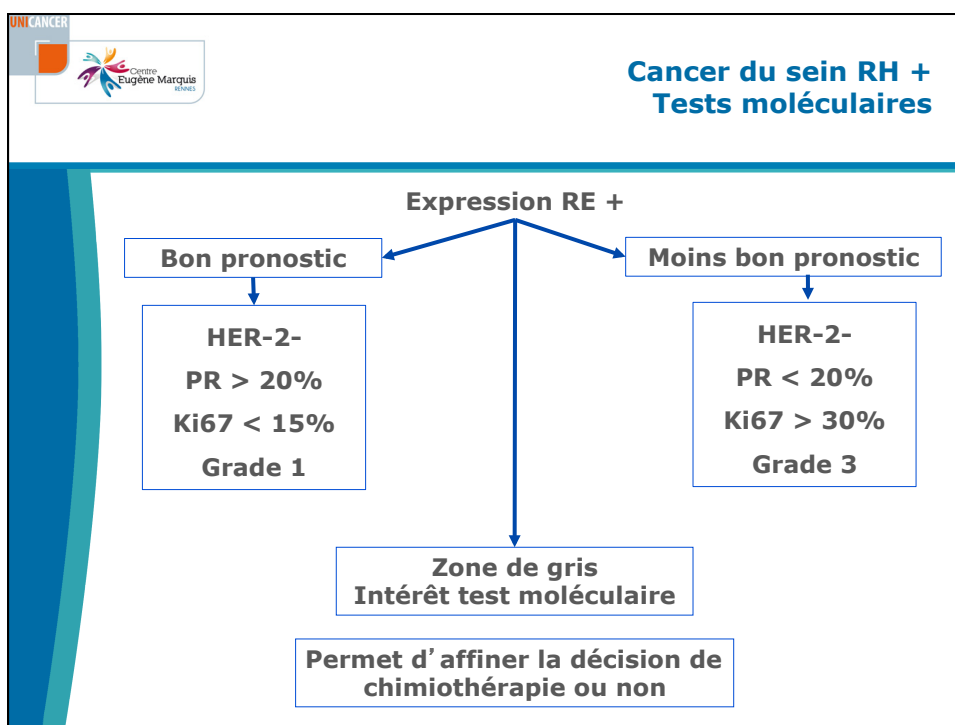 UNICANCER
Centre
Eugène Marquis
RENNES
Cancer du sein RH +
Tests moléculaires
Expression RE +
Bon pronostic
HER-2-
PR > 20%
Ki67 < 15%
Grade 1
Moins bon pronostic
HER-2-
PR < 20%
Ki67 > 30%
Grade 3
Zone de gris
Intérêt test moléculaire
Permet d’affiner la décision de
chimiothérapie ou non